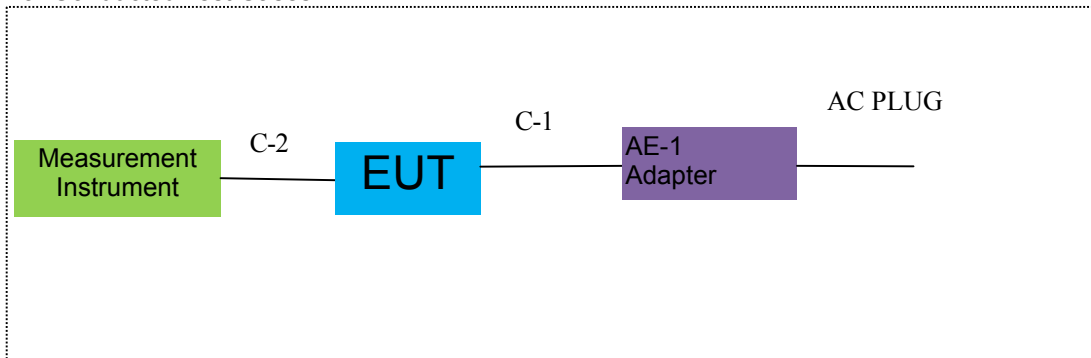 AC PLUG
C-1
C-2
Measurement
Instrument
EUT
AE-1
Adapter